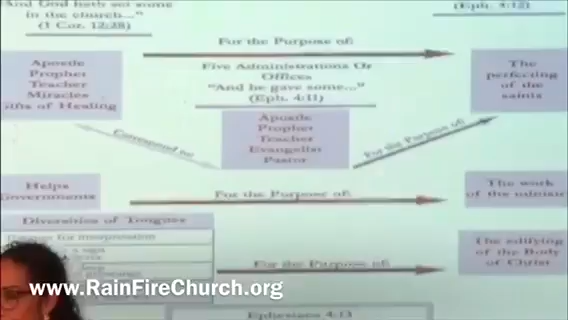 "And God hath set some
in the church..."
(1 Cor. 12:28)
(Eph. 4:12)
For the Purpose of:
Apostle
Prophet
Teacher
Miracles
Gifts of Healing
Five Administrations Or
Offices
"And he gave some..."
(Eph. 4:11)
The
perfecting
of the
saints
Correspond to
Apostle
Prophet
Teacher
Evangelist
Pastor
For the Purpose of:
Helps
Governments
For the Purpose of:
The work
of the
Diversities of Tongues
Tongues for interpretation
a sign
The edifying
of the Body
of Christ
For the Purpose of:
www.RainFireChurch.org
Ephesians 4:13